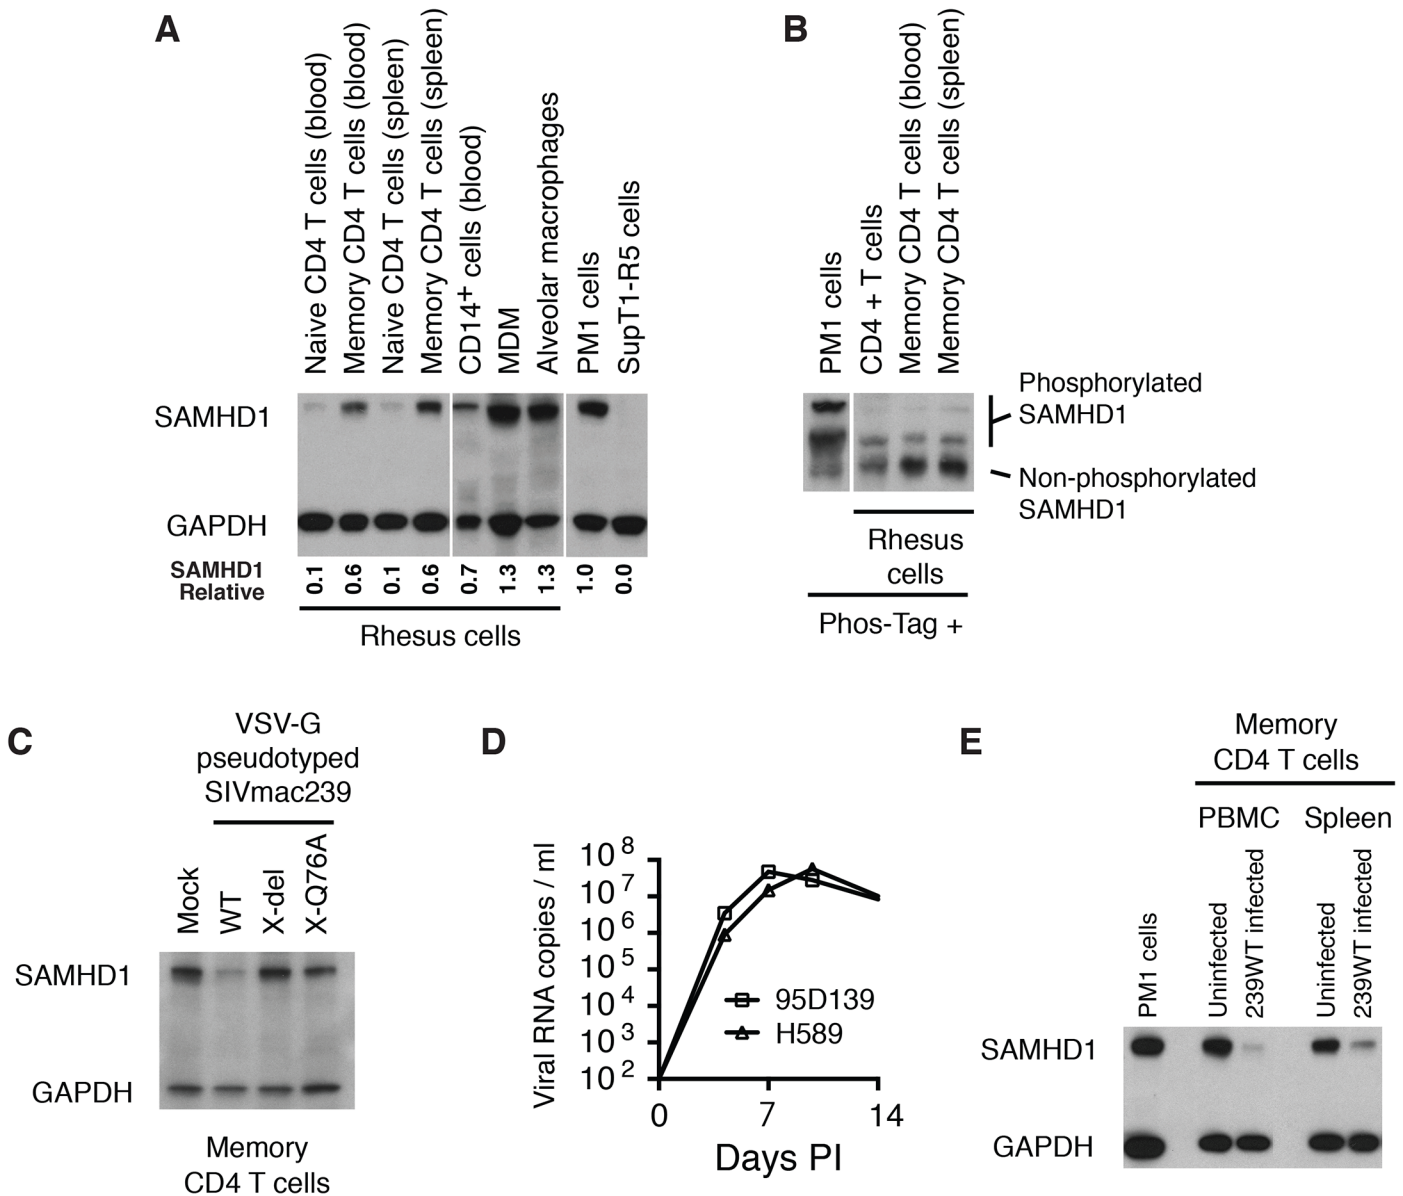 A
Naive CD4 T cells (blood)
Memory CD4 T cells (blood)
Naive CD4 T cells (spleen)
Memory CD4 T cells (spleen)
CD14+ cells (blood)
MDM
Alveolar macrophages
PM1 cells
SupT1-R5 cells
SAMHD1
GAPDH
SAMHD1
Relative
0.1 0.6 0.1 0.6 0.7 1.3 1.3 1.0 0.0
Rhesus cells
B
PM1 cells
CD4 + T cells
Memory CD4 T cells (blood)
Memory CD4 T cells (spleen)
Phosphorylated
SAMHD1
Non-phosphorylated
SAMHD1
Rhesus
cells
Phos-Tag +
C
VSV-G
pseudotyped
SIVmac239
Mock
WT
X-del
X-Q76A
SAMHD1
GAPDH
Memory
CD4 T cells
D
Viral RNA copies / ml
10 8
10 7
10 6
10 5
10 4
10 3
10 2
95D139
H589
0 7 14
Days PI
E
Memory
CD4 T cells
PBMC Spleen
PM1 cells
Uninfected
239WT infected
Uninfected
239WT infected
SAMHD1
GAPDH